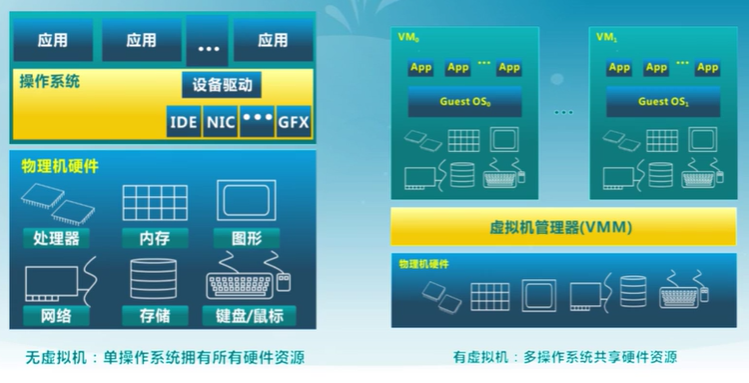 应用 应用 ... 应用
操作系统 设备驱动
IDE NIC ... GFX
物理机硬件
处理器 内存 图形
网络 存储 键盘/鼠标
无虚拟机：单操作系统拥有所有硬件资源
VM0
App App ... App
Guest OS0
...
VM1
App App ... App
Guest OS1
虚拟机管理器(VMM)
物理机硬件
有虚拟机：多操作系统共享硬件资源